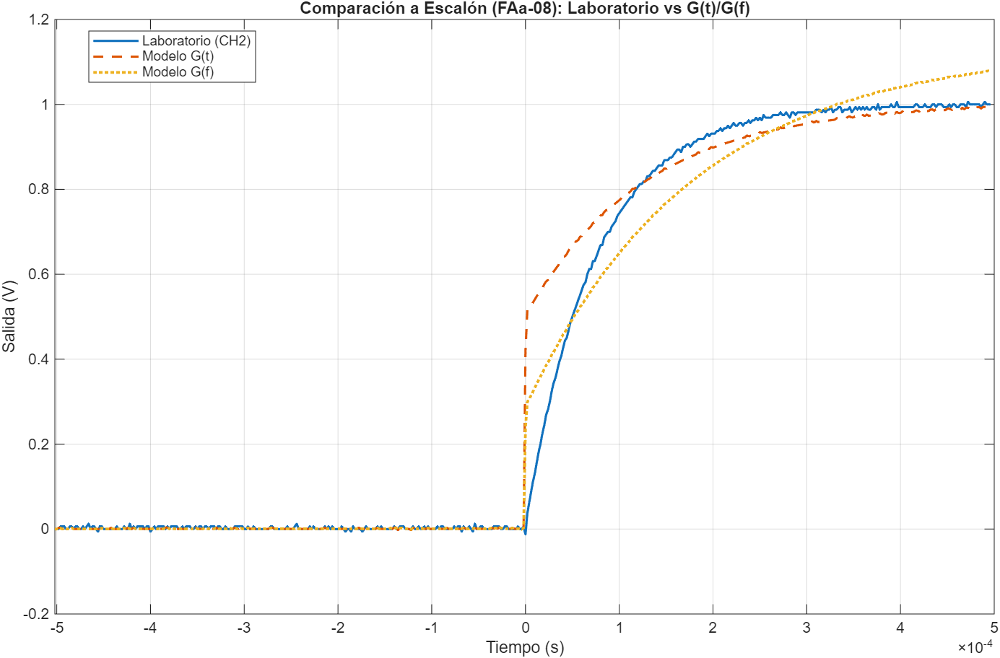 Comparación a Escalón (FAa-08): Laboratorio vs G(t)/G(f)
Laboratorio (CH2)
Modelo G(t)
Modelo G(f)
Salida (V)
1.2
1
0.8
0.6
0.4
0.2
0
-0.2
-5 -4 -3 -2 -1 0 1 2 3 4 5
Tiempo (s)
×10⁻⁴